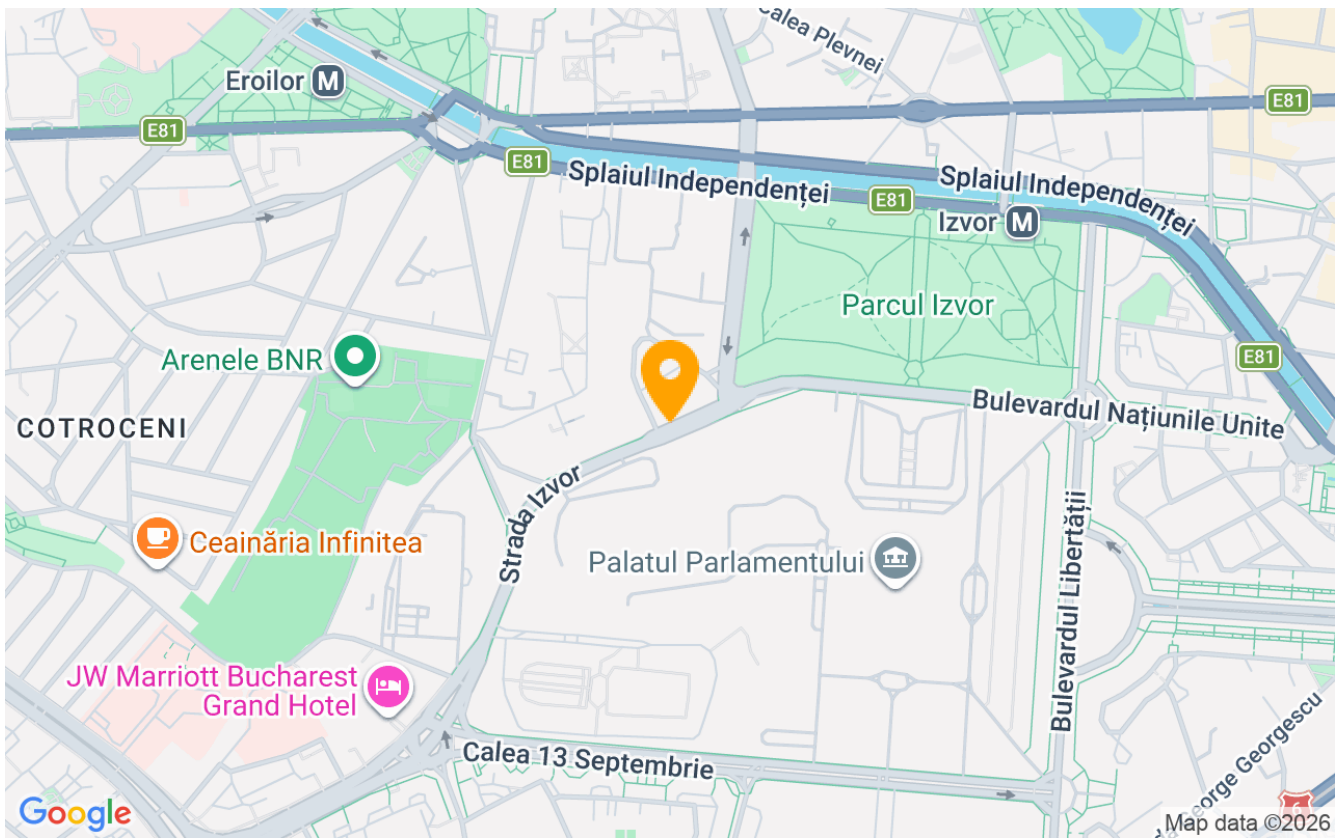 Calea Plevnei
Eroilor M
E81
E81
E81
Splaiul Independenței
E81
Splaiul Independenței
Izvor M
Parcul Izvor
E81
Arenele BNR
COTROCENI
Bulevardul Națiunile Unite
Strada Izvor
Ceainăria Infinitea
Palatul Parlamentului
Bulevardul Libertății
JW Marriott Bucharest
Grand Hotel
Calea 13 Septembrie
George Georgescu
Google
Map data ©2026